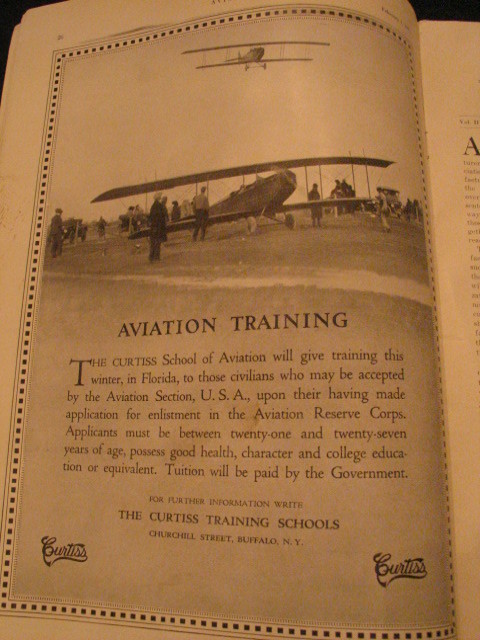 26
AVIATION TRAINING
THE CURTISS School of Aviation will give training this
winter, in Florida, to those civilians who may be accepted
by the Aviation Section, U. S. A., upon their having made
application for enlistment in the Aviation Reserve Corps.
Applicants must be between twenty-one and twenty-seven
years of age, possess good health, character and college educa-
tion or equivalent. Tuition will be paid by the Government.
FOR FURTHER INFORMATION WRITE
THE CURTISS TRAINING SCHOOLS
CHURCHILL STREET, BUFFALO, N. Y.
Curtiss
Curtiss
Vol. II
A